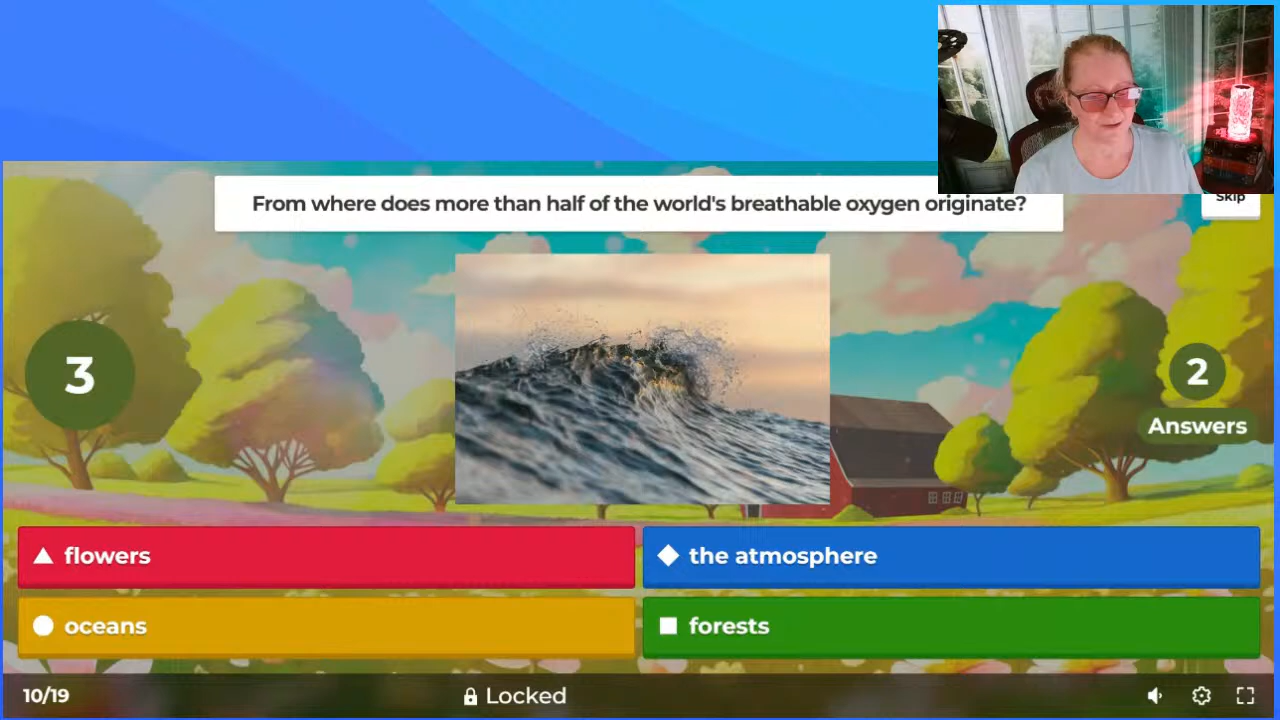 From where does more than half of the world's breathable oxygen originate?
Skip
3
2
Answers
flowers
the atmosphere
oceans
forests
10/19
Locked